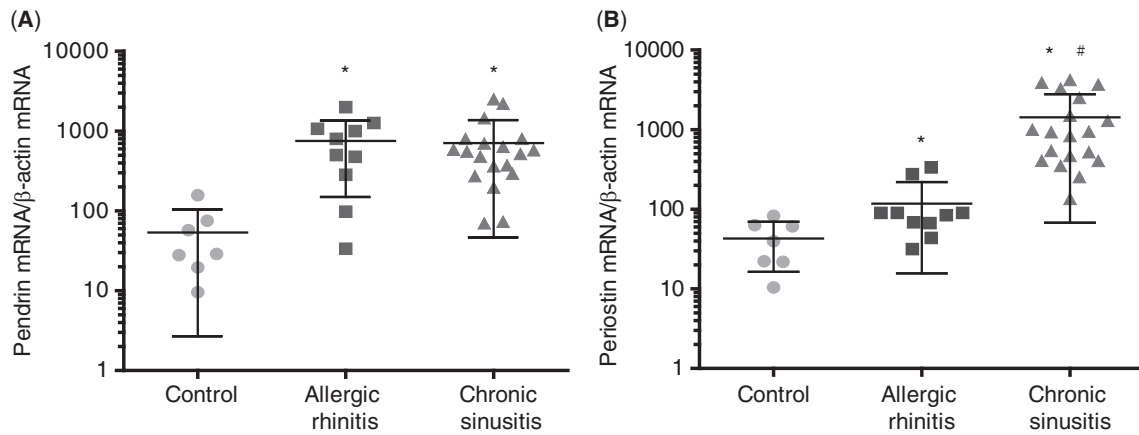 (A)
Pendrin mRNA/β-actin mRNA
10000
1000
100
10
1
*
*
Control
Allergic
rhinitis
Chronic
sinusitis
(B)
Periostin mRNA/β-actin mRNA
10000
1000
100
10
1
*
* #
Control
Allergic
rhinitis
Chronic
sinusitis